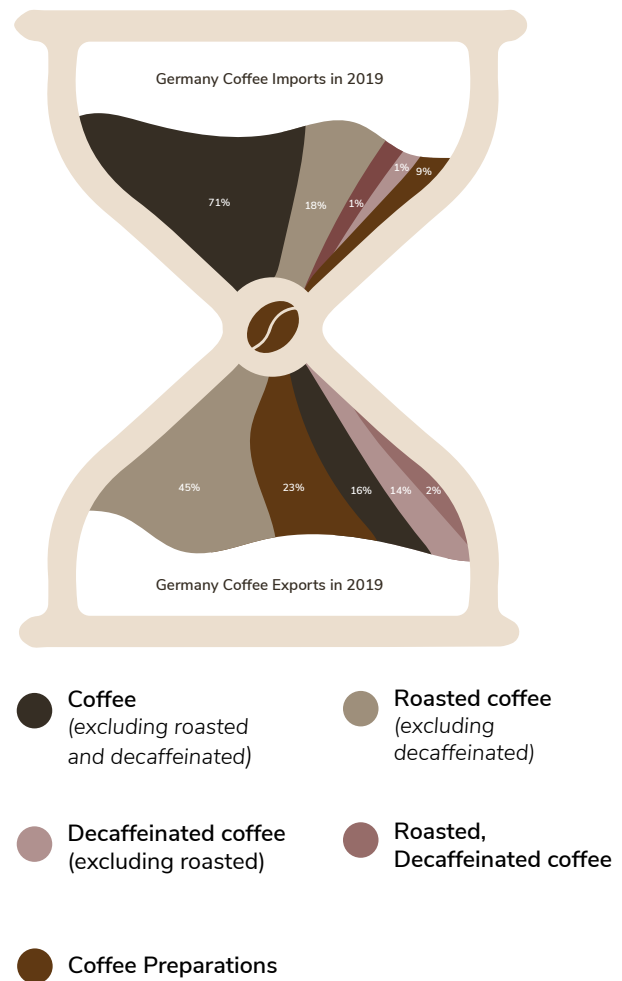 Germany Coffee Imports in 2019
71%
18%
1%
1%
9%
45%
23%
16%
14%
2%
Germany Coffee Exports in 2019
Coffee
(excluding roasted
and decaffeinated)
Roasted coffee
(excluding
decaffeinated)
Decaffeinated coffee
(excluding roasted)
Roasted,
Decaffeinated coffee
Coffee Preparations